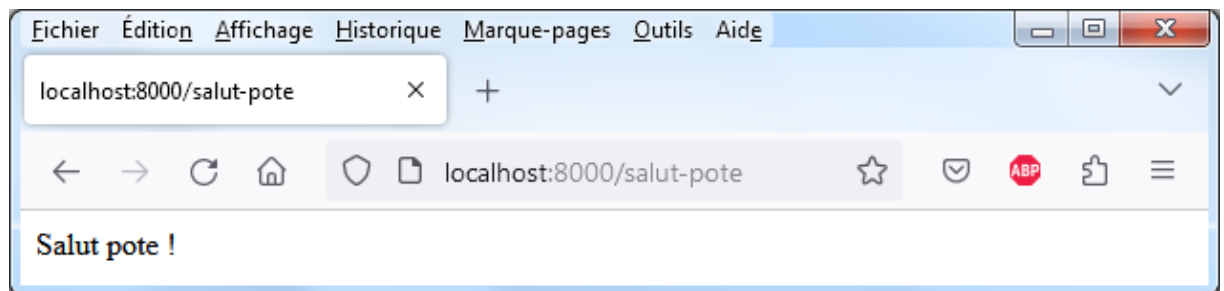 Fichier Édition Affichage Historique Marque-pages Outils Aide
localhost:8000/salut-pote
localhost:8000/salut-pote ABP
Salut pote !